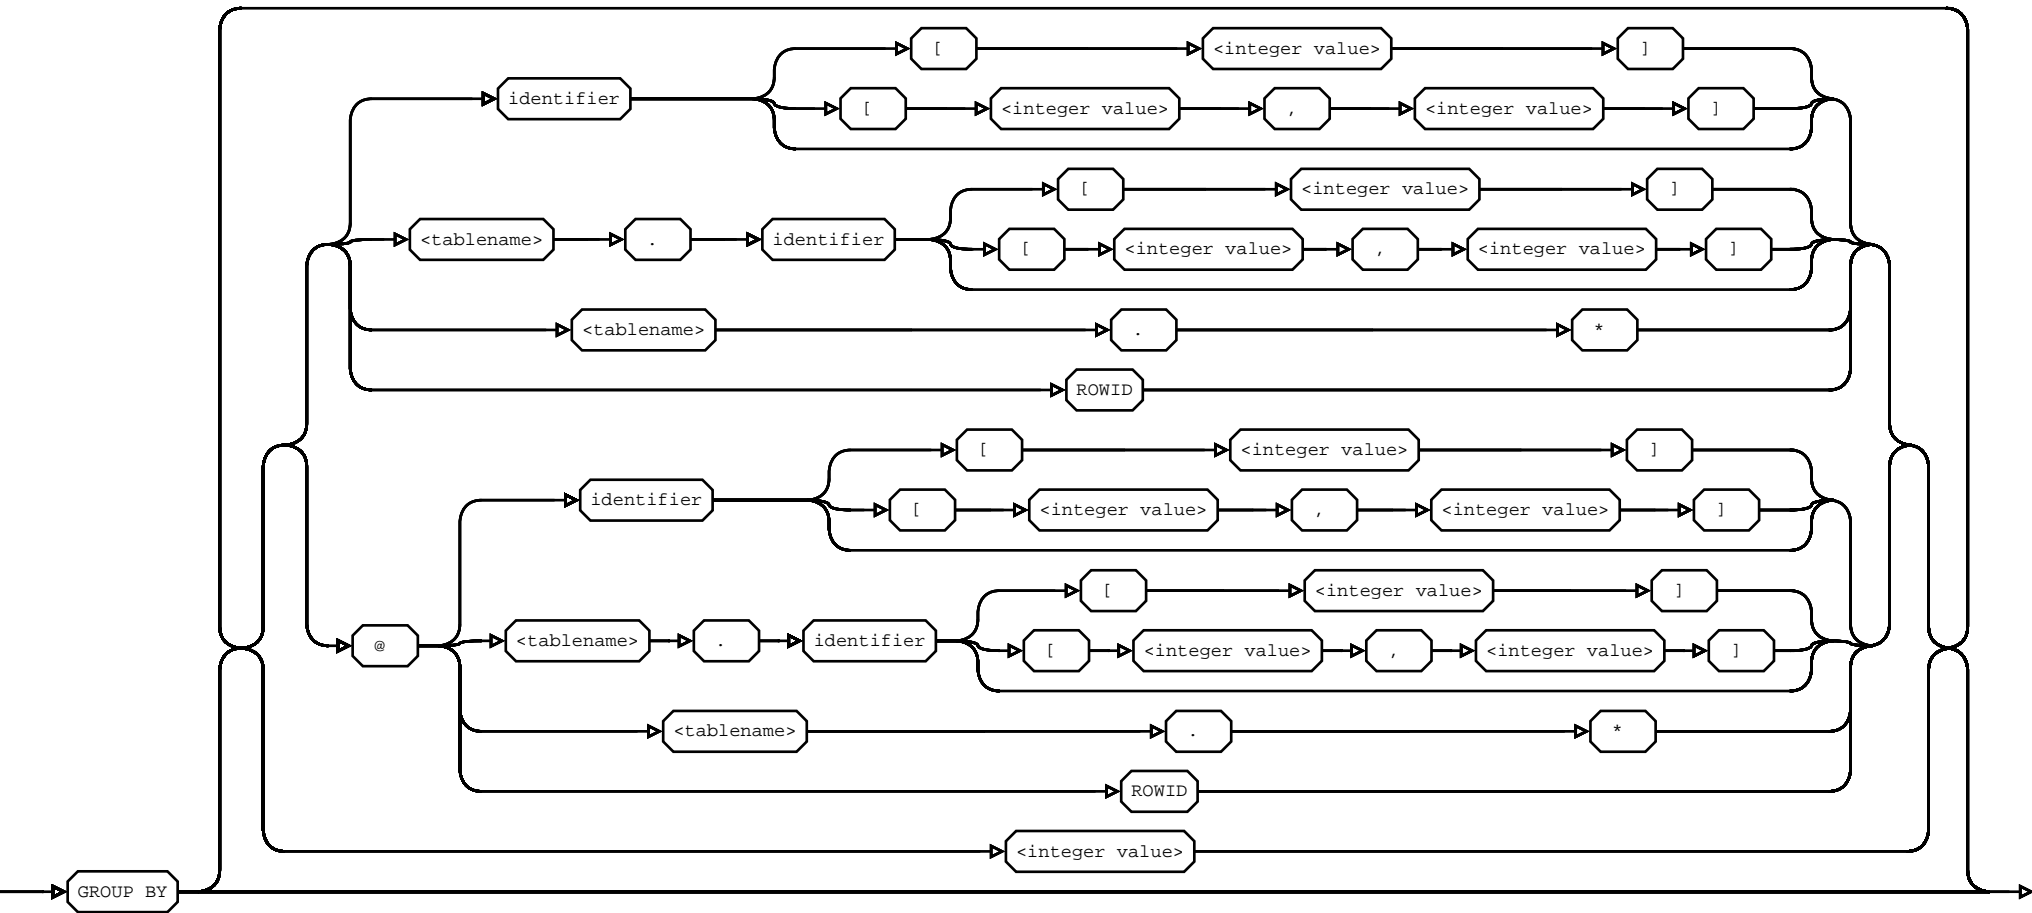 [ <integer value> ]
identifier
[ <integer value> , <integer value> ]
[ <integer value> ]
<tablename> . identifier
[ <integer value> , <integer value> ]
<tablename> . *
ROWID
[ <integer value> ]
identifier
[ <integer value> , <integer value> ]
[ <integer value> ]
@ <tablename> . identifier
[ <integer value> , <integer value> ]
<tablename> . *
ROWID
<integer value>
GROUP BY